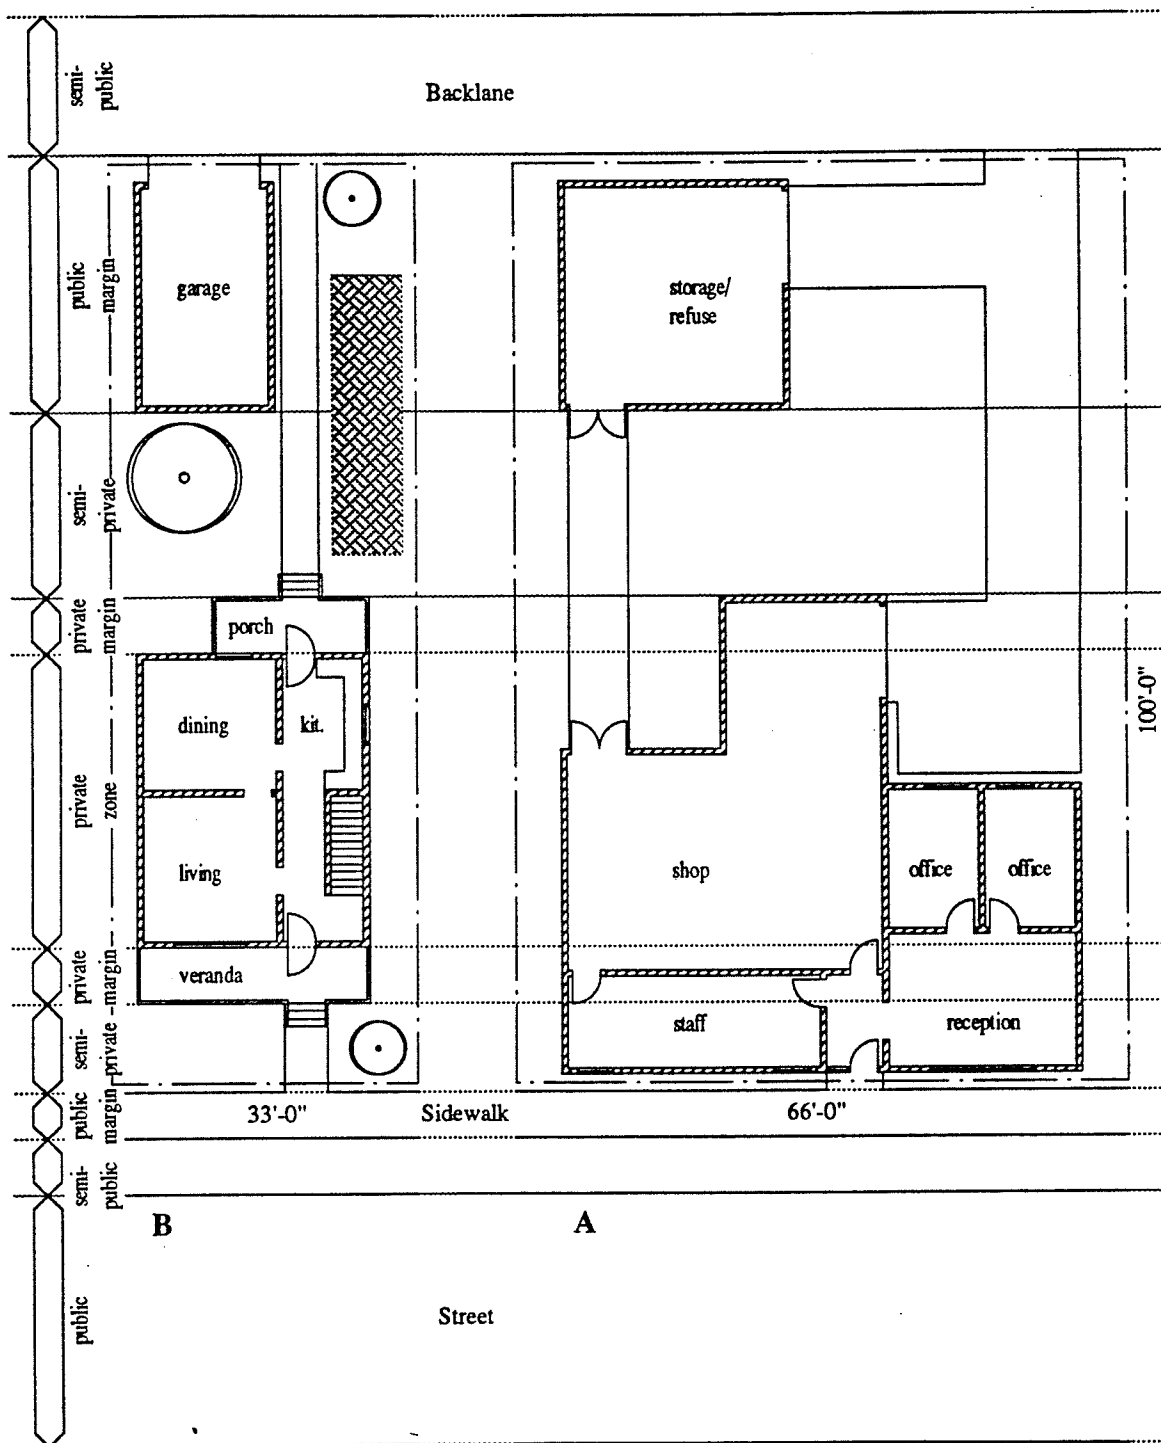 Backlane
semi-
public
public
margin
garage
storage/
refuse
semi-
private
private
margin
porch
dining
kit.
100'-0"
private
zone
living
shop
office
office
private
margin
veranda
staff
reception
semi-
private
public
margin
33'-0"
Sidewalk
66'-0"
semi-
public
B
A
public
Street